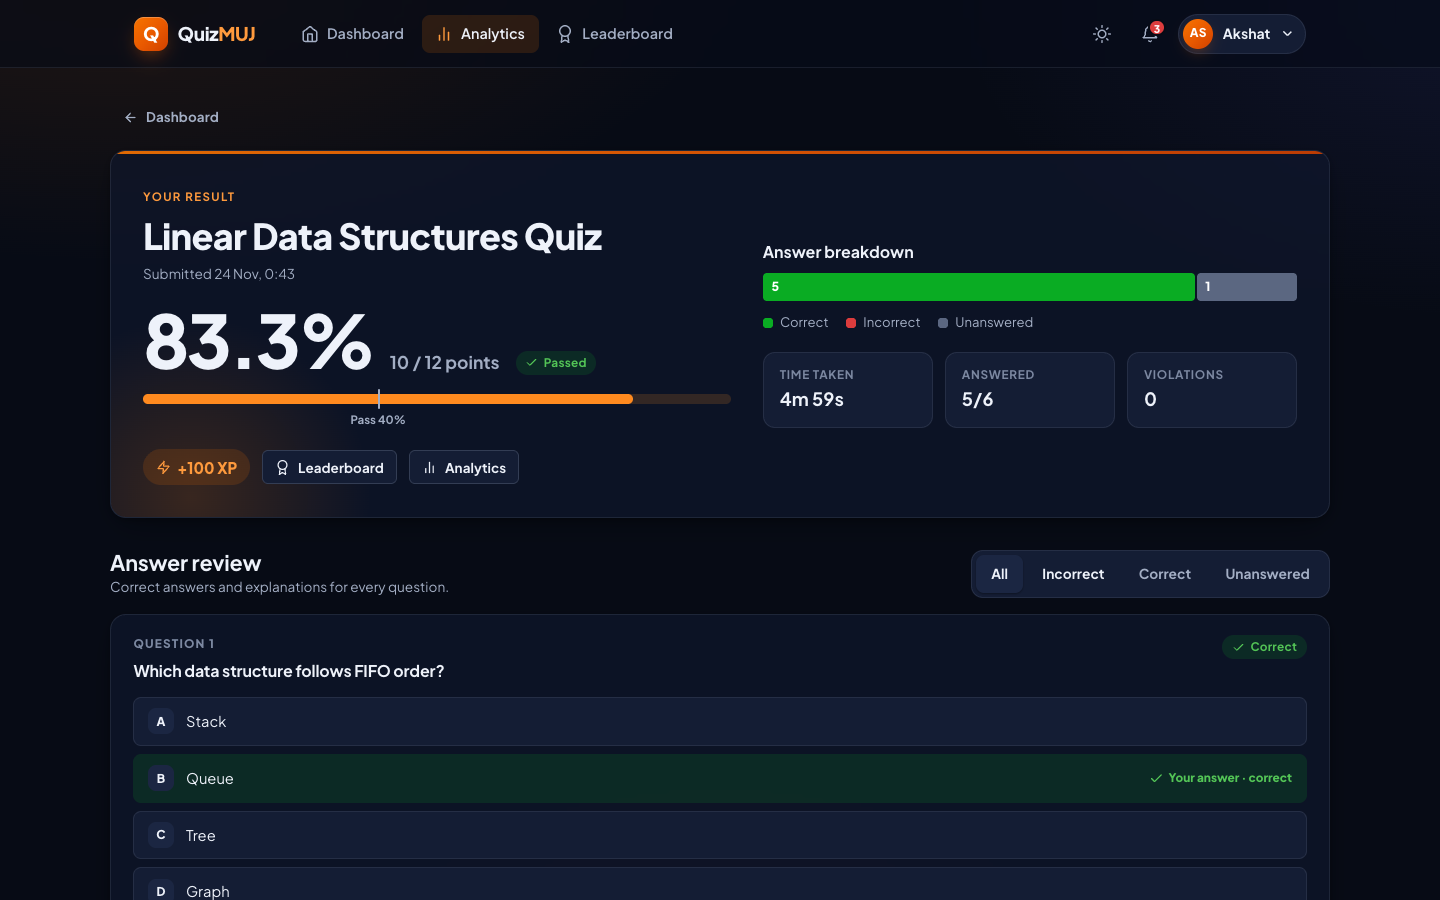 Q QuizMUJ Dashboard Analytics Leaderboard 3 AS Akshat
Dashboard
YOUR RESULT
Linear Data Structures Quiz
Submitted 24 Nov, 0:43
83.3% 10 / 12 points Passed
Pass 40%
+100 XP Leaderboard Analytics
Answer breakdown
5 1
Correct Incorrect Unanswered
TIME TAKEN ANSWERED VIOLATIONS
4m 59s 5/6 0
Answer review
Correct answers and explanations for every question.
All Incorrect Correct Unanswered
QUESTION 1 Correct
Which data structure follows FIFO order?
A Stack
B Queue Your answer · correct
C Tree
D Graph